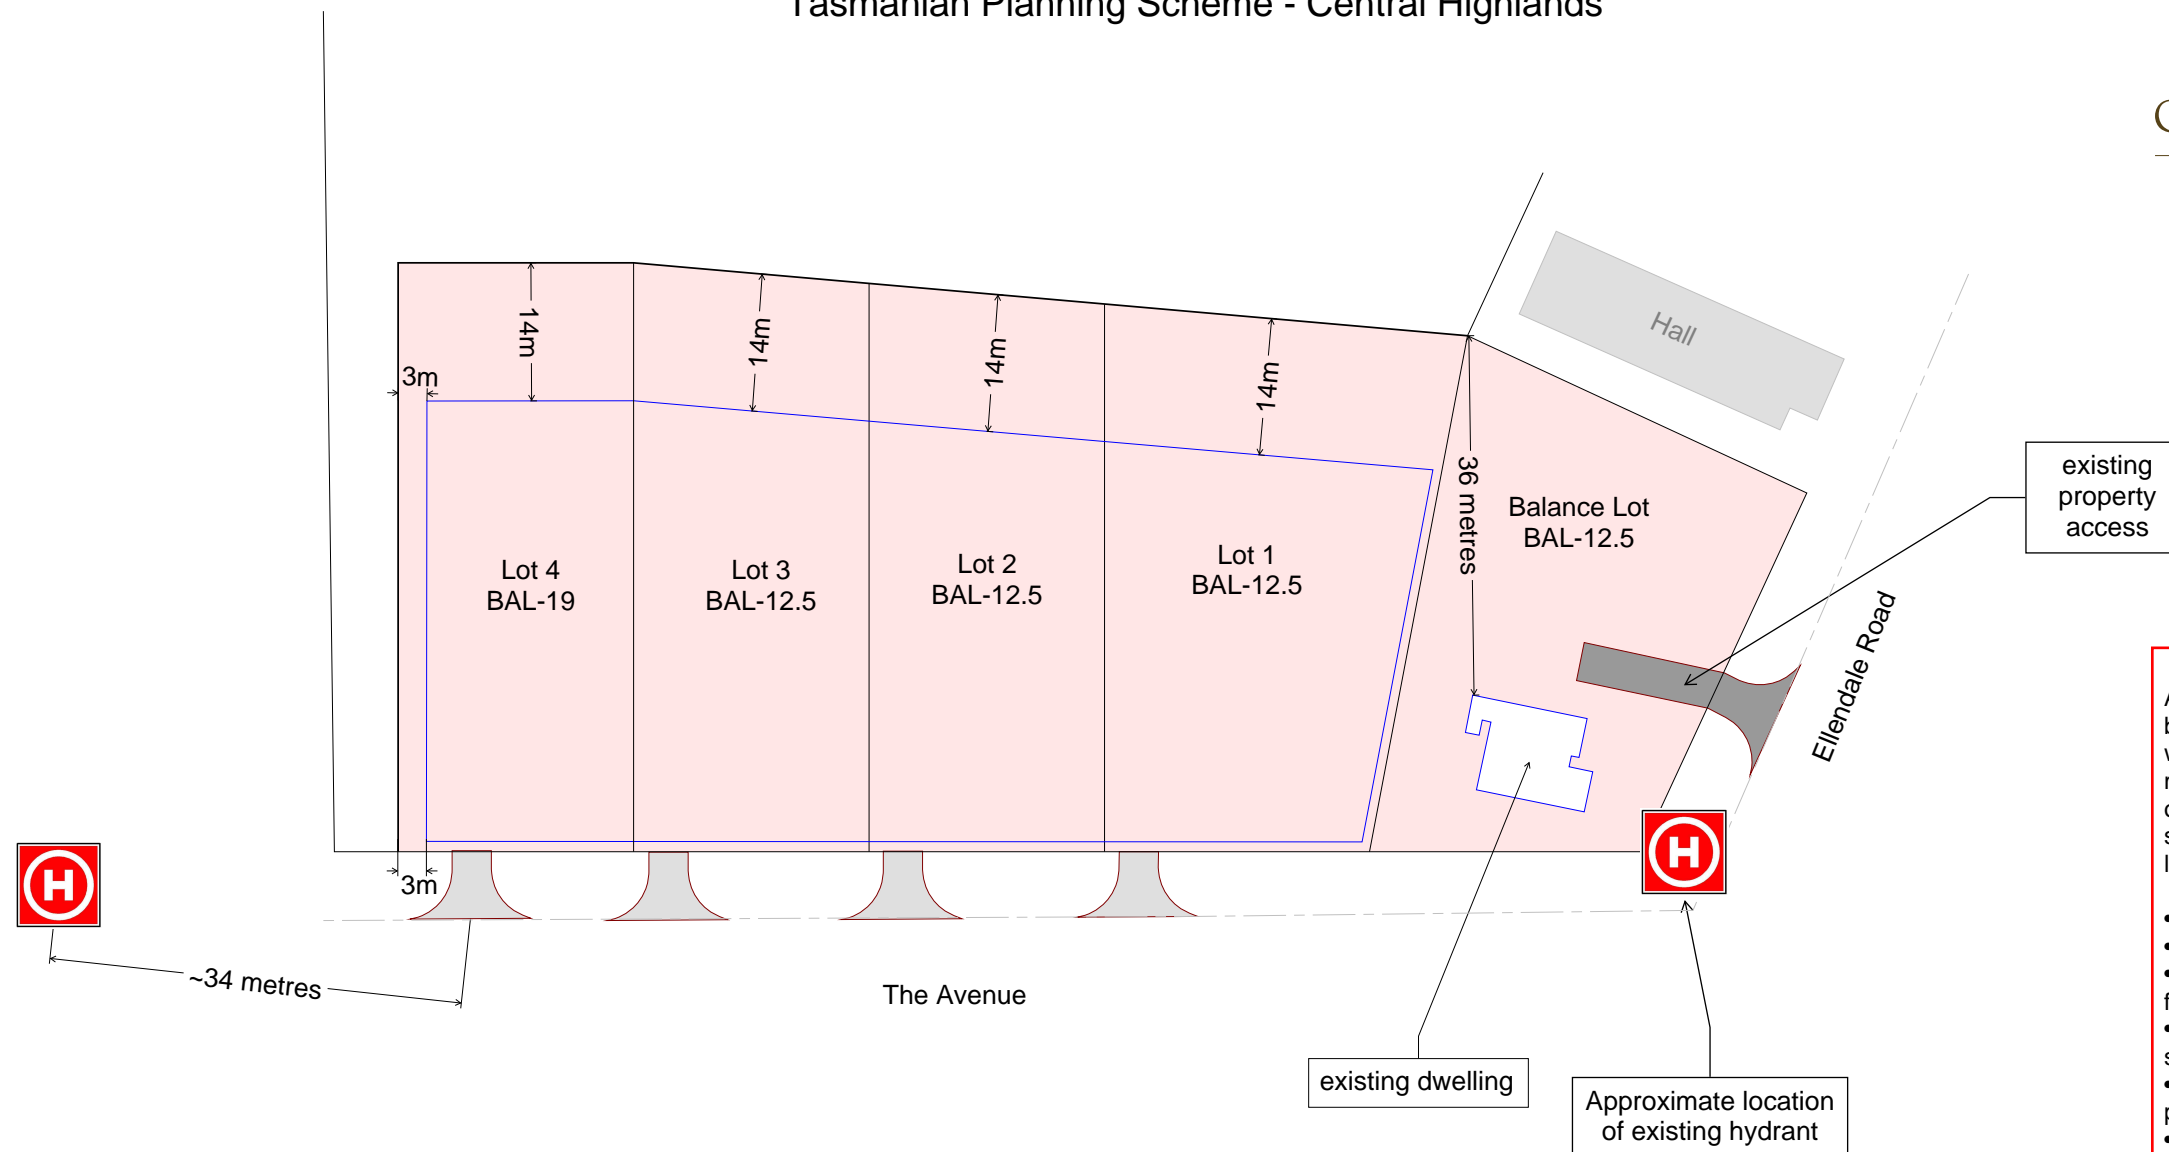 Tasmanian Planning Scheme - Central Highlands
Hall
14m
14m
14m
14m
3m
36 metres
existing
property
access
Balance Lot
BAL-12.5
Lot 4
BAL-19
Lot 3
BAL-12.5
Lot 2
BAL-12.5
Lot 1
BAL-12.5
Ellendale Road
H
H
3m
~34 metres
The Avenue
existing dwelling
Approximate location
of existing hydrant